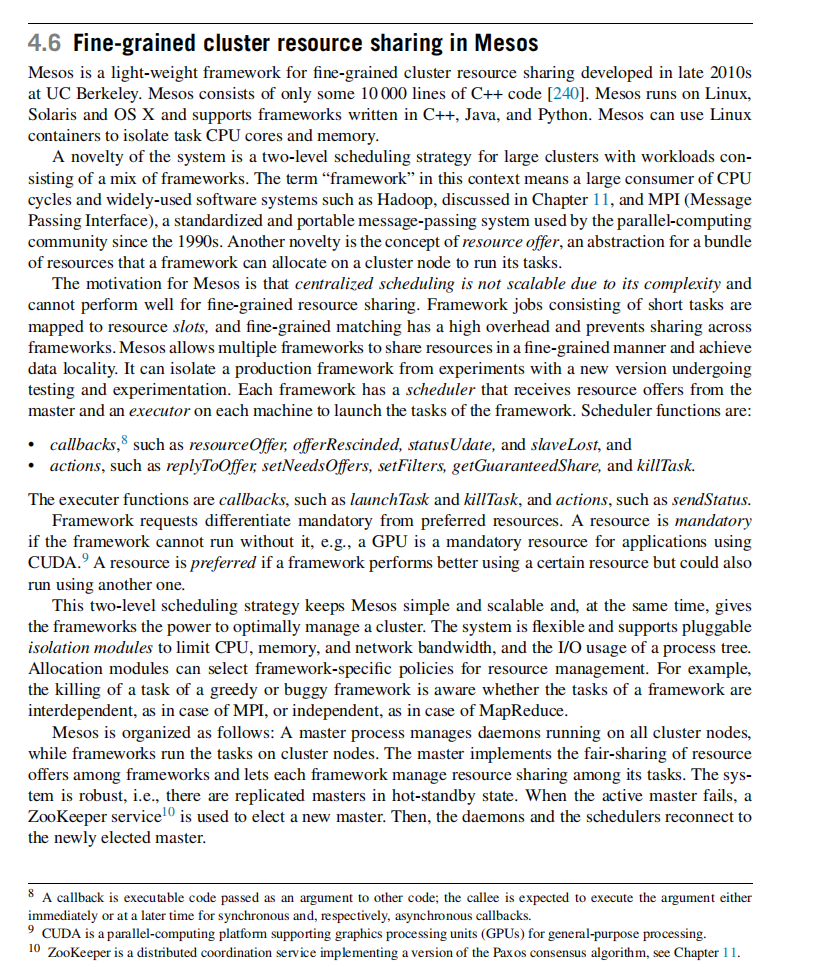 4.6 Fine-grained cluster resource sharing in Mesos
Mesos is a light-weight framework for fine-grained cluster resource sharing developed in late 2010s
at UC Berkeley. Mesos consists of only some 10 000 lines of C++ code [240]. Mesos runs on Linux,
Solaris and OS X and supports frameworks written in C++, Java, and Python. Mesos can use Linux
containers to isolate task CPU cores and memory.
A novelty of the system is a two-level scheduling strategy for large clusters with workloads con-
sisting of a mix of frameworks. The term “framework” in this context means a large consumer of CPU
cycles and widely-used software systems such as Hadoop, discussed in Chapter 11, and MPI (Message
Passing Interface), a standardized and portable message-passing system used by the parallel-computing
community since the 1990s. Another novelty is the concept of resource offer, an abstraction for a bundle
of resources that a framework can allocate on a cluster node to run its tasks.
The motivation for Mesos is that centralized scheduling is not scalable due to its complexity and
cannot perform well for fine-grained resource sharing. Framework jobs consisting of short tasks are
mapped to resource slots, and fine-grained matching has a high overhead and prevents sharing across
frameworks. Mesos allows multiple frameworks to share resources in a fine-grained manner and achieve
data locality. It can isolate a production framework from experiments with a new version undergoing
testing and experimentation. Each framework has a scheduler that receives resource offers from the
master and an executor on each machine to launch the tasks of the framework. Scheduler functions are:
• callbacks,8 such as resourceOffer, offerRescinded, statusUdate, and slaveLost, and
• actions, such as replyToOffer, setNeedsOffers, setFilters, getGuaranteedShare, and killTask.
The executer functions are callbacks, such as launchTask and killTask, and actions, such as sendStatus.
Framework requests differentiate mandatory from preferred resources. A resource is mandatory
if the framework cannot run without it, e.g., a GPU is a mandatory resource for applications using
CUDA.9 A resource is preferred if a framework performs better using a certain resource but could also
run using another one.
This two-level scheduling strategy keeps Mesos simple and scalable and, at the same time, gives
the frameworks the power to optimally manage a cluster. The system is flexible and supports pluggable
isolation modules to limit CPU, memory, and network bandwidth, and the I/O usage of a process tree.
Allocation modules can select framework-specific policies for resource management. For example,
the killing of a task of a greedy or buggy framework is aware whether the tasks of a framework are
interdependent, as in case of MPI, or independent, as in case of MapReduce.
Mesos is organized as follows: A master process manages daemons running on all cluster nodes,
while frameworks run the tasks on cluster nodes. The master implements the fair-sharing of resource
offers among frameworks and lets each framework manage resource sharing among its tasks. The sys-
tem is robust, i.e., there are replicated masters in hot-standby state. When the active master fails, a
ZooKeeper service10 is used to elect a new master. Then, the daemons and the schedulers reconnect to
the newly elected master.
8 A callback is executable code passed as an argument to other code; the callee is expected to execute the argument either
immediately or at a later time for synchronous and, respectively, asynchronous callbacks.
9 CUDA is a parallel-computing platform supporting graphics processing units (GPUs) for general-purpose processing.
10 ZooKeeper is a distributed coordination service implementing a version of the Paxos consensus algorithm, see Chapter 11.